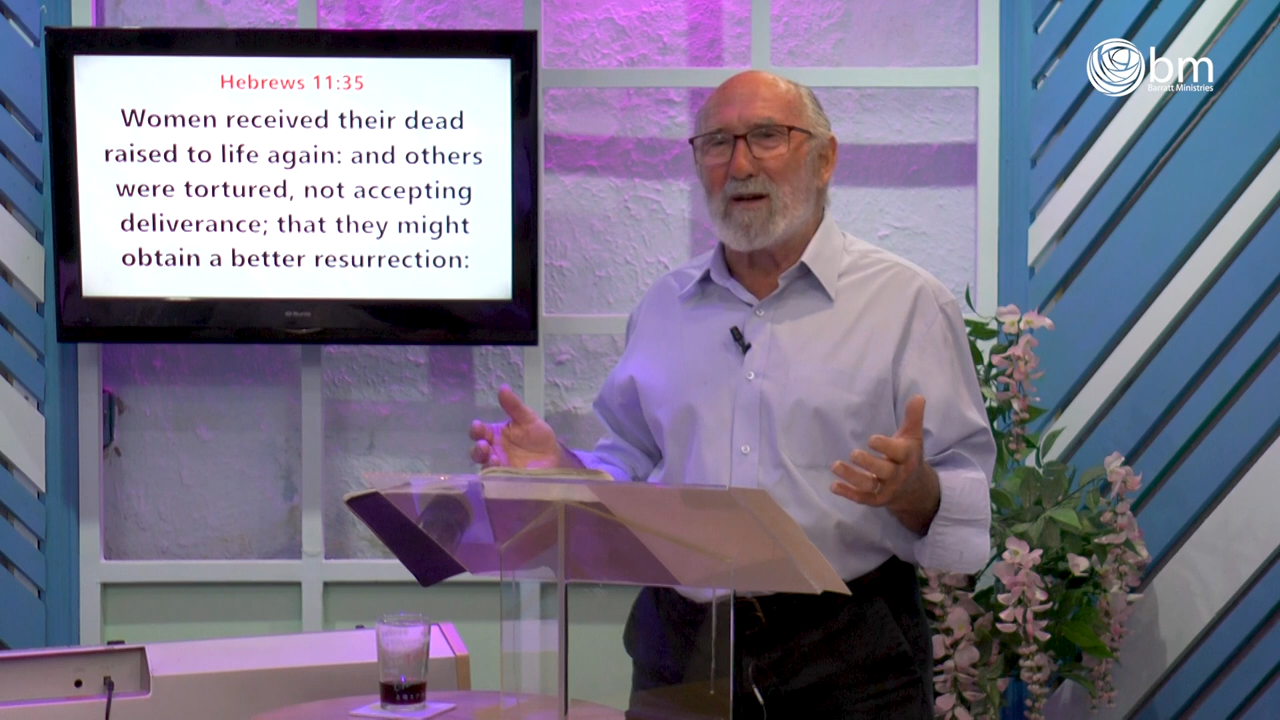 Hebrews 11:35
Women received their dead
raised to life again: and others
were tortured, not accepting
deliverance; that they might
obtain a better resurrection:
bm
Barratt Ministries